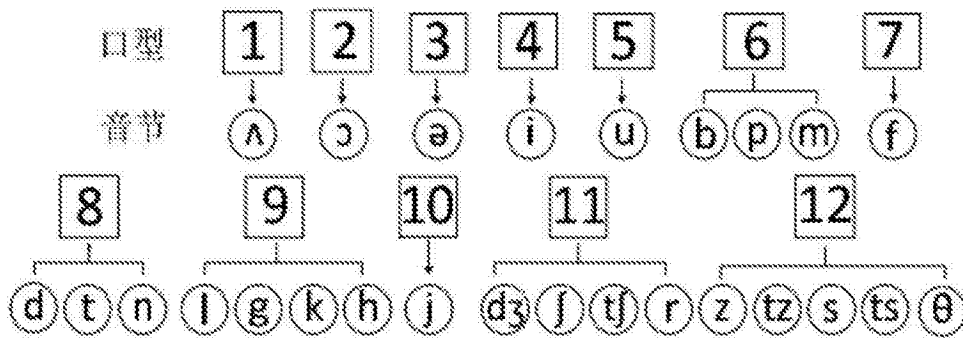 口型 1 2 3 4 5 6 7
音节 ʌ ɔ ə i u b p m f
8 9 10 11 12
d t n l g k h j dʒ ʃ tʃ r z tz s ts θ